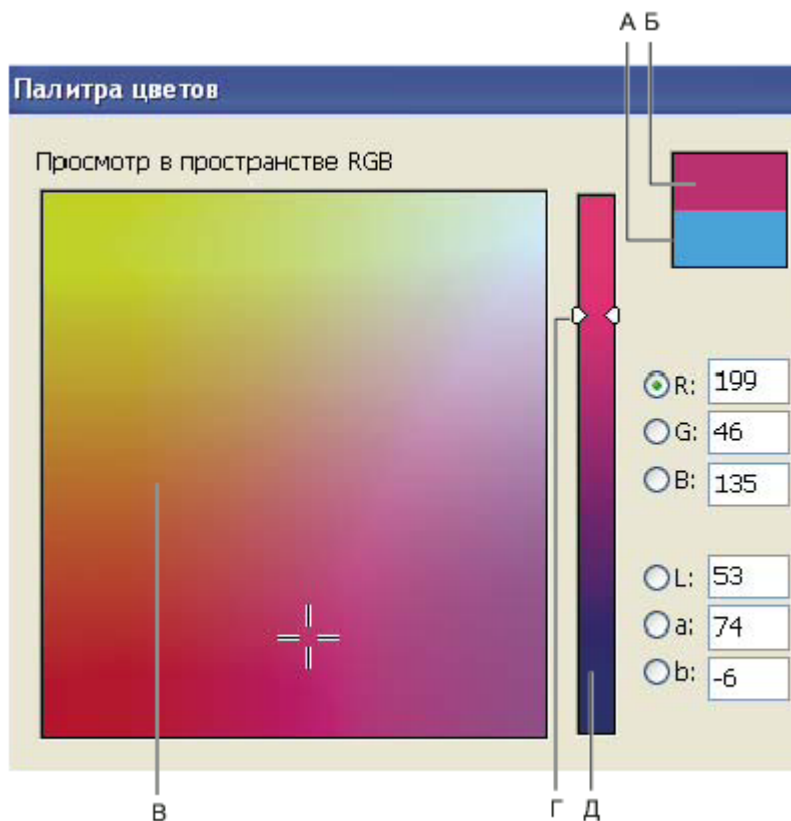 А Б
Палитра цветов
Просмотр в пространстве RGB
R: 199
G: 46
B: 135
L: 53
a: 74
b: -6
В Г Д